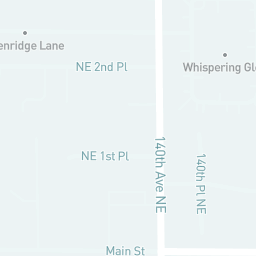 enridge Lane
NE 2nd Pl
Whispering Gl
NE 1st Pl
140th Ave NE
140th Pl NE
Main St